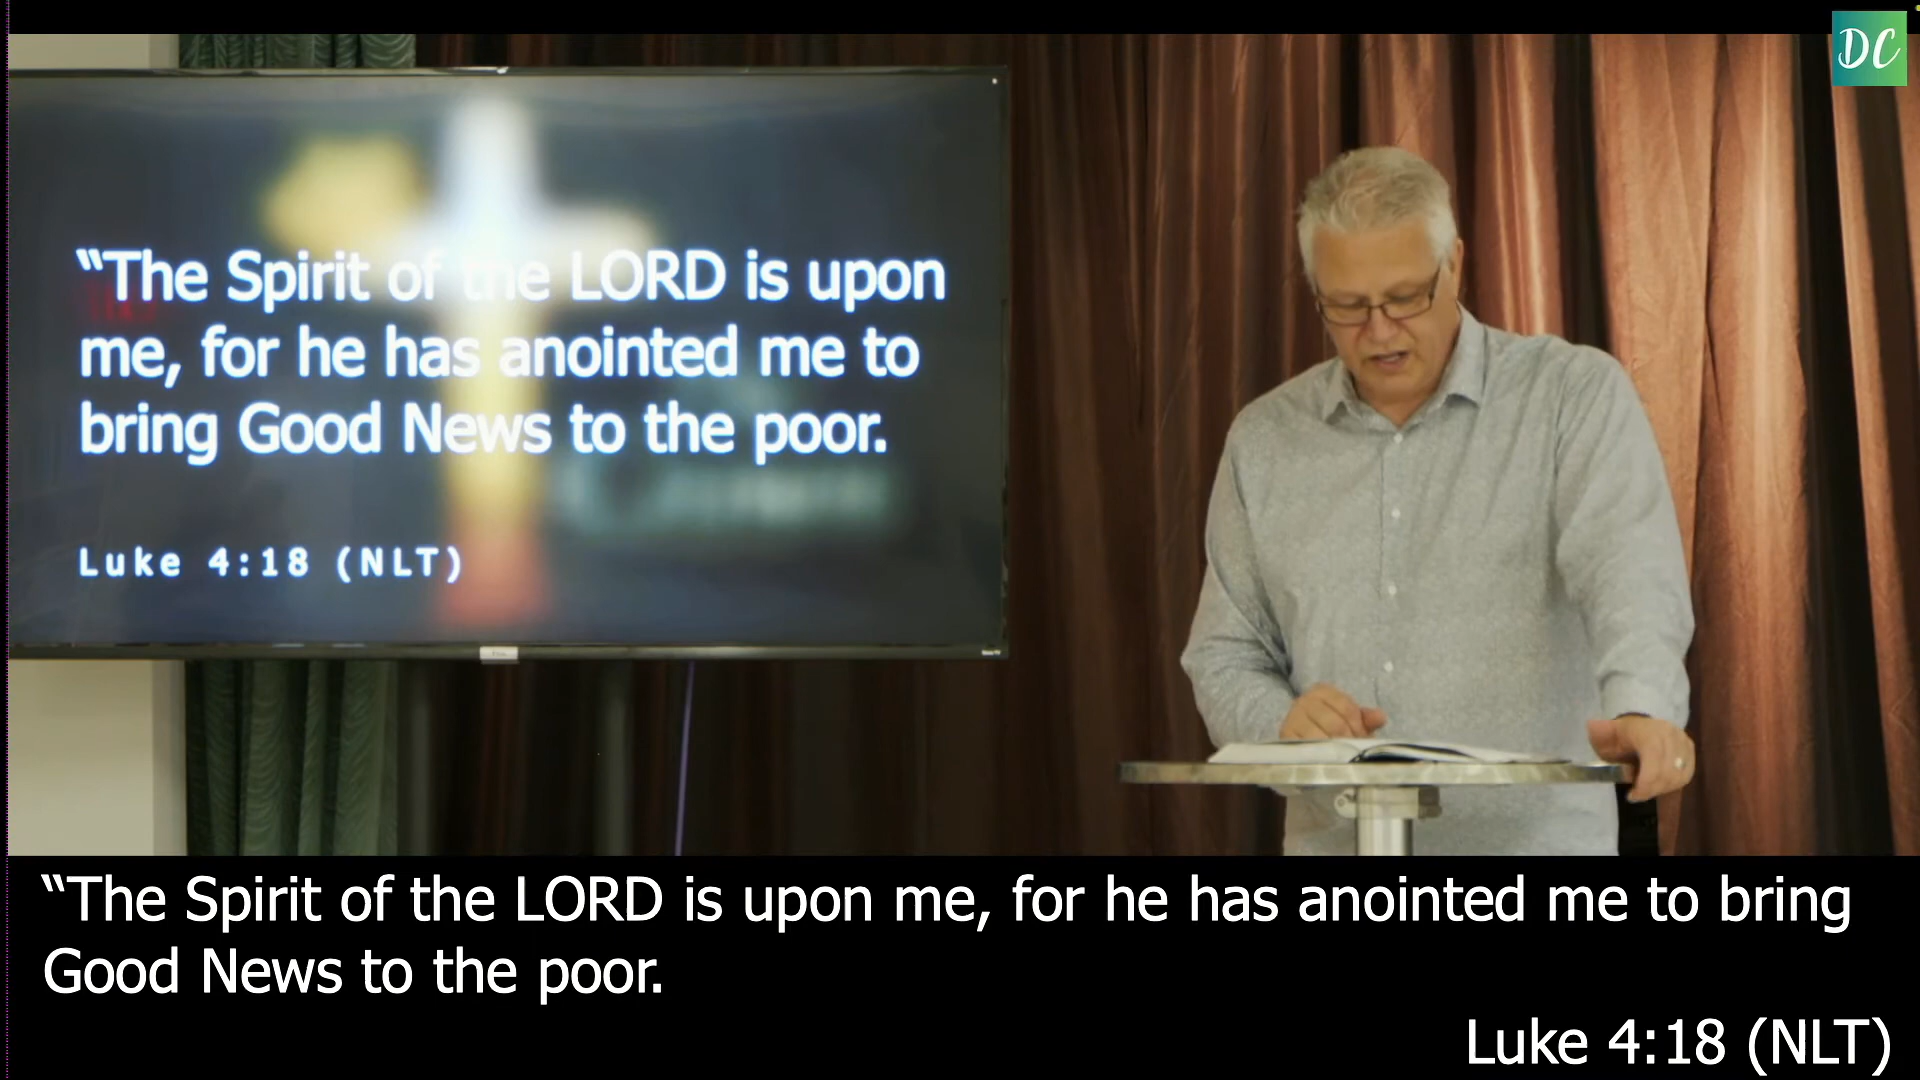 DC
“The Spirit of the LORD is upon
me, for he has anointed me to
bring Good News to the poor.
Luke 4:18 (NLT)
“The Spirit of the LORD is upon me, for he has anointed me to bring
Good News to the poor.
Luke 4:18 (NLT)